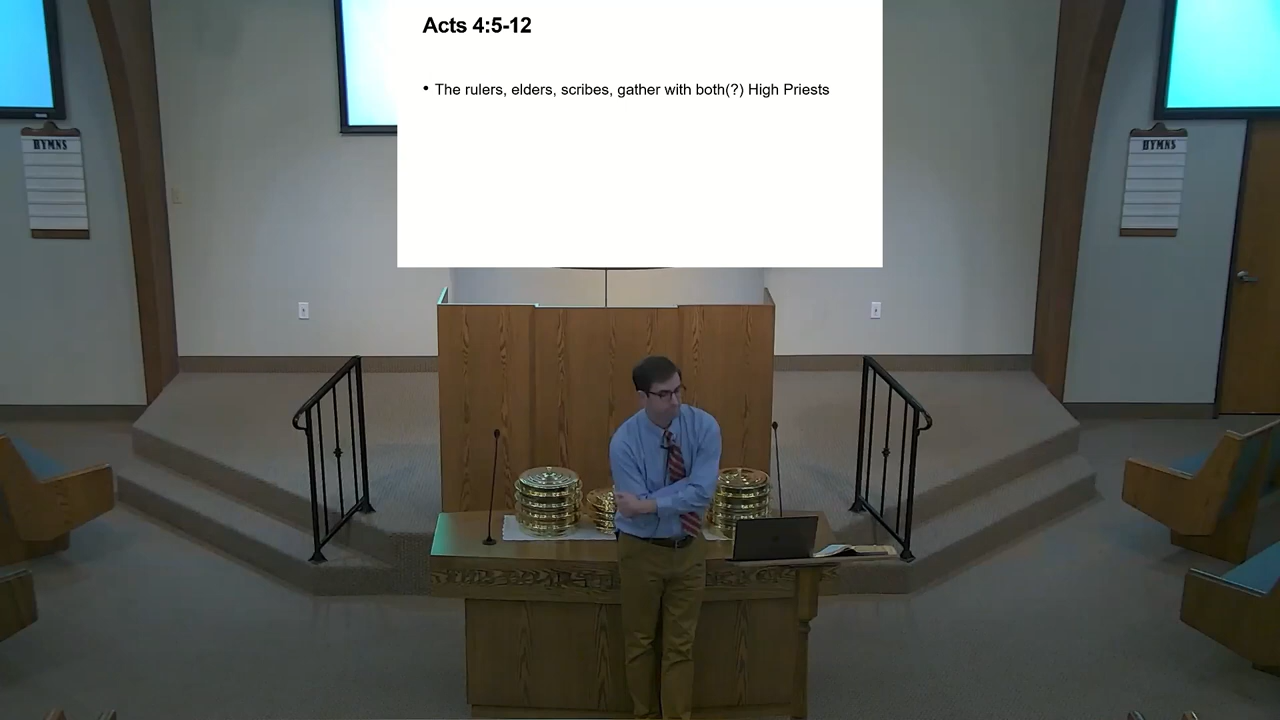 Acts 4:5-12
• The rulers, elders, scribes, gather with both(?) High Priests
HYMNS
HYMNS